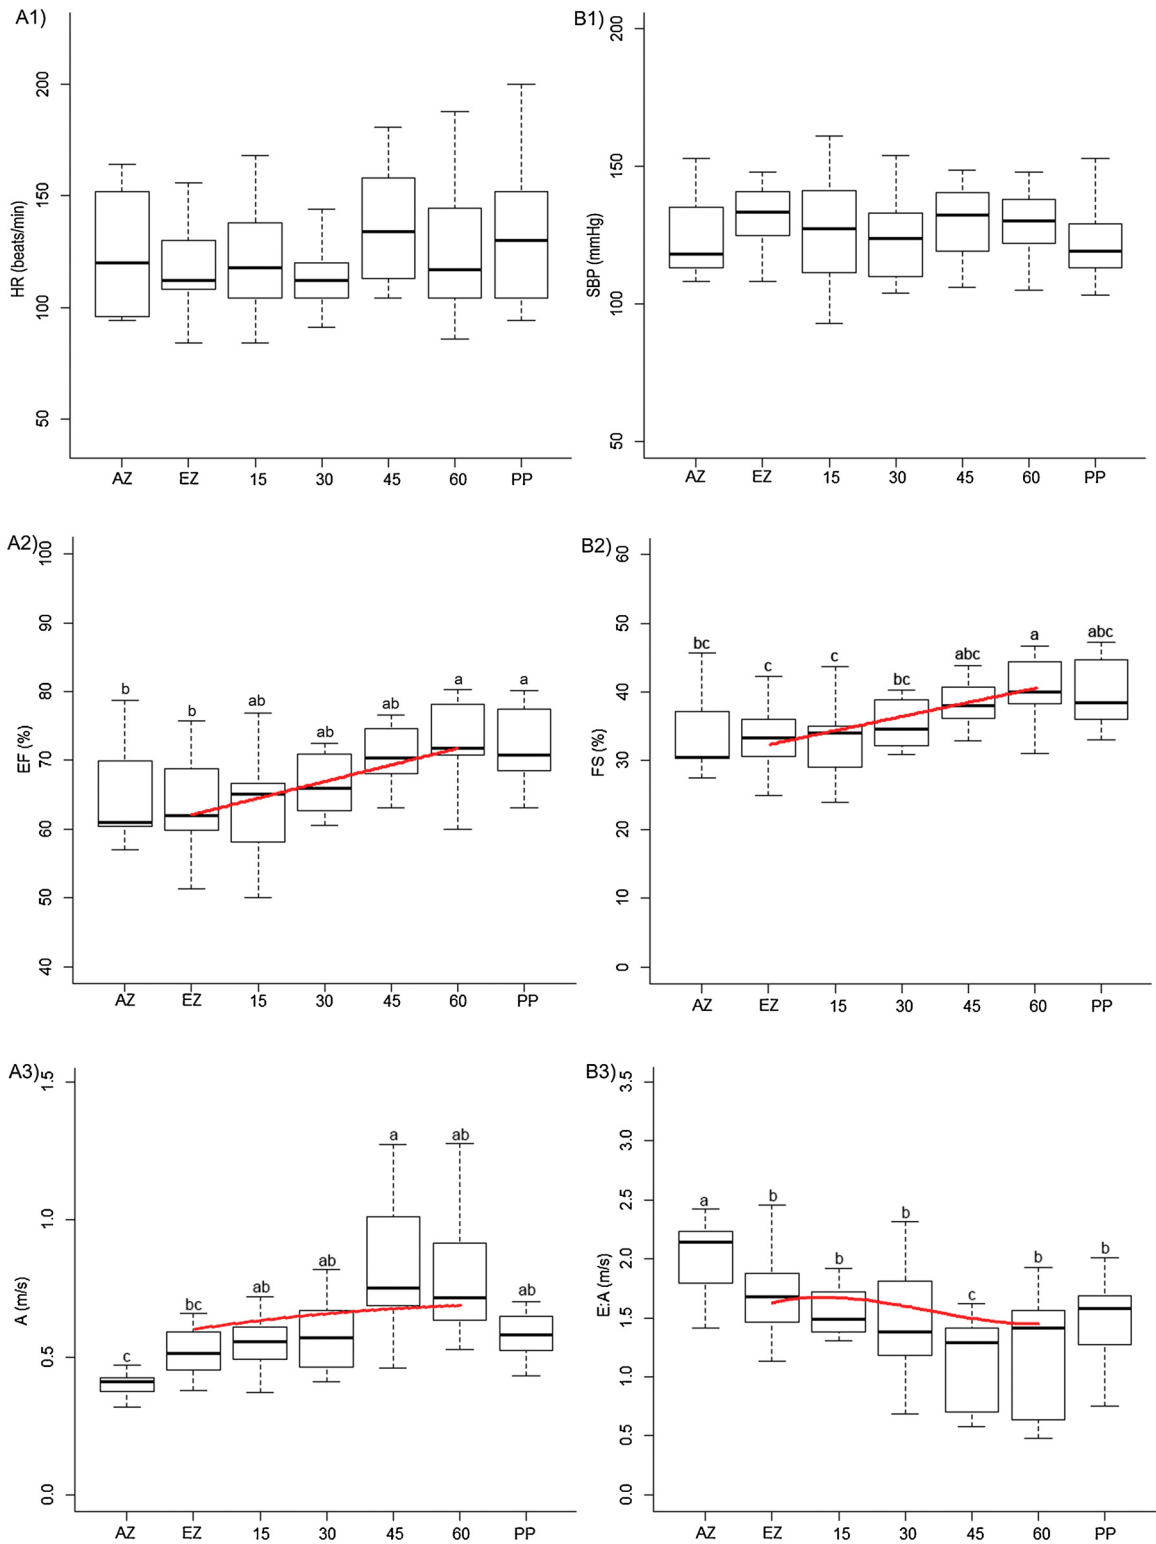 A1)
HR (beats/min)
200
150
100
50
AZ EZ 15 30 45 60 PP
B1)
SBP (mmHg)
200
150
100
50
AZ EZ 15 30 45 60 PP
A2)
EF (%)
100
90
80
70
60
50
40
b b ab ab ab a a
AZ EZ 15 30 45 60 PP
B2)
FS (%)
60
50
40
30
20
10
0
bc c c bc abc a abc
AZ EZ 15 30 45 60 PP
A3)
A (m/s)
1.5
1.0
0.5
0.0
c bc ab ab a ab ab
AZ EZ 15 30 45 60 PP
B3)
E:A (m/s)
3.5
3.0
2.5
2.0
1.5
1.0
0.5
0.0
a b b b c b b
AZ EZ 15 30 45 60 PP